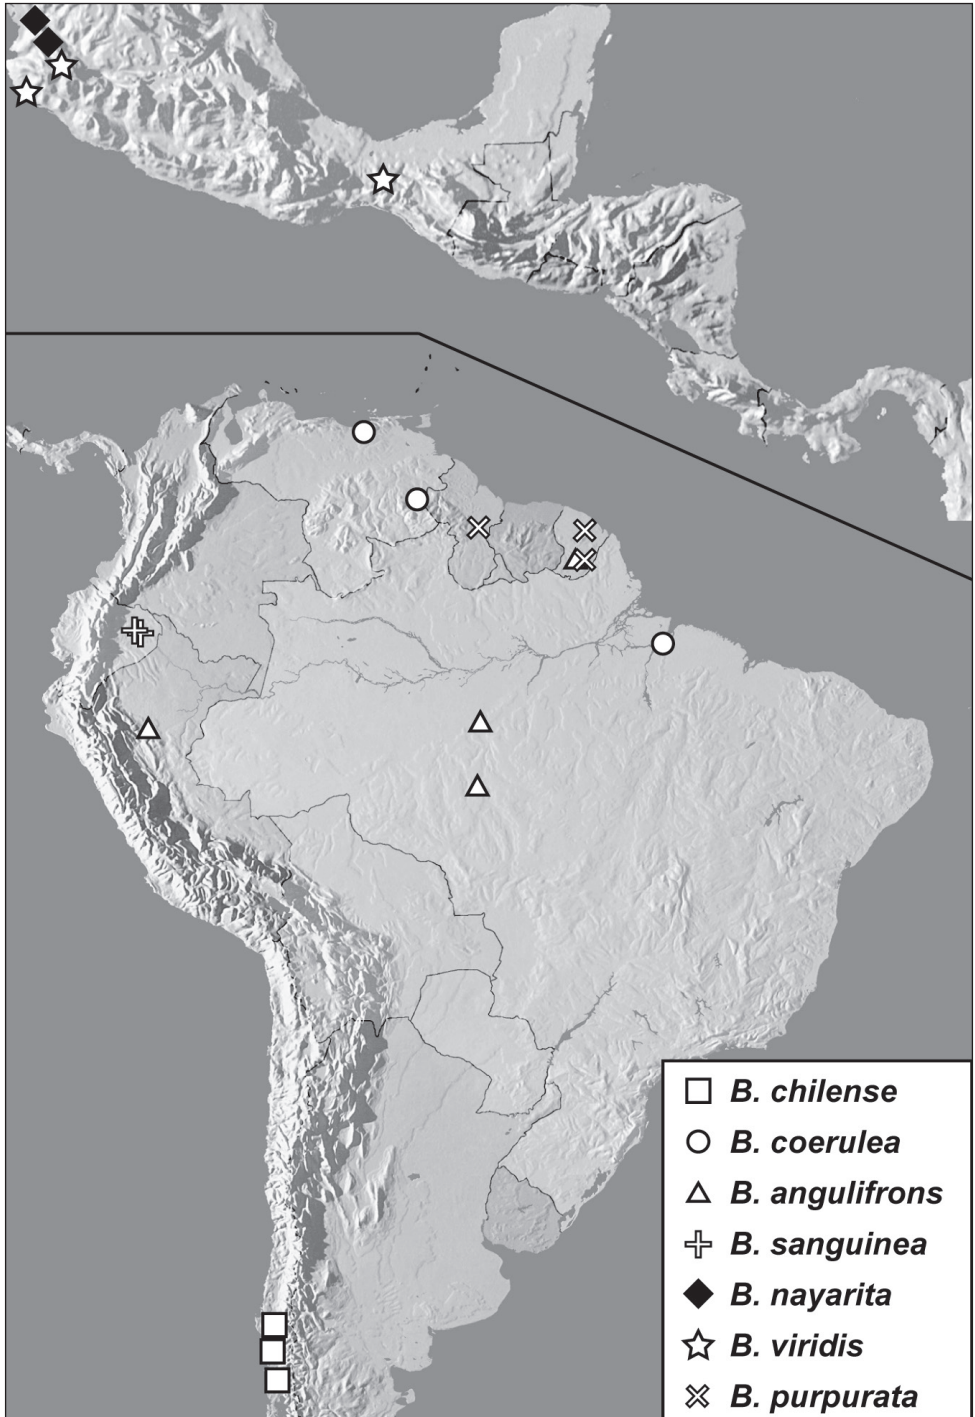 B. chilense
B. coerulea
B. angulifrons
B. sanguinea
B. nayarita
B. viridis
B. purpurata